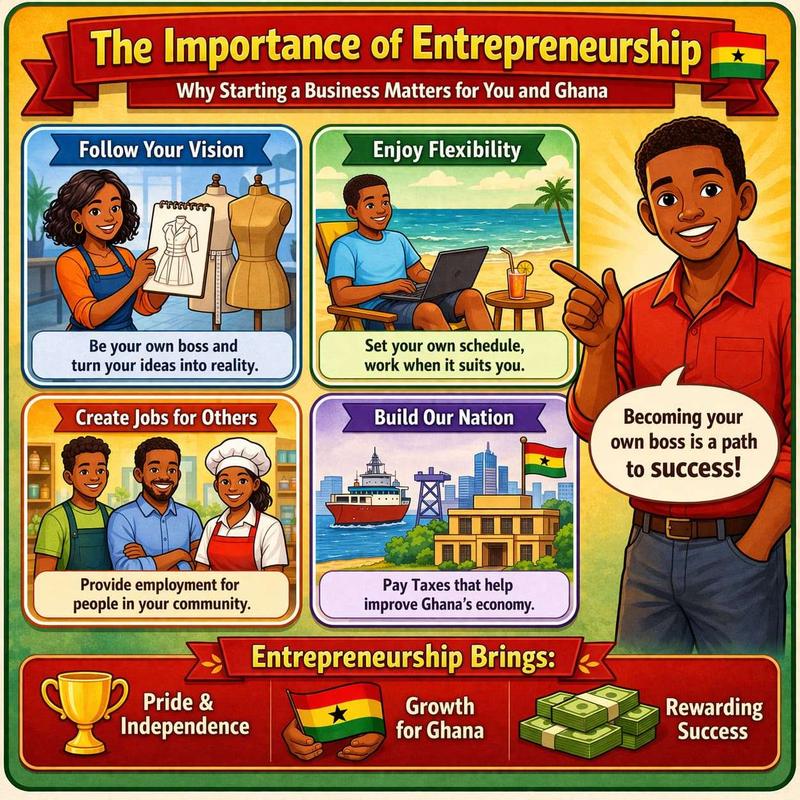 The Importance of Entrepreneurship
Why Starting a Business Matters for You and Ghana
Follow Your Vision
Be your own boss and
turn your ideas into reality.
Enjoy Flexibility
Set your own schedule,
work when it suits you.
Create Jobs for Others
Provide employment for
people in your community.
Build Our Nation
Pay Taxes that help
improve Ghana's economy.
Becoming your
own boss is a path
to success!
Entrepreneurship Brings:
Pride &
Independence
Growth
for Ghana
Rewarding
Success